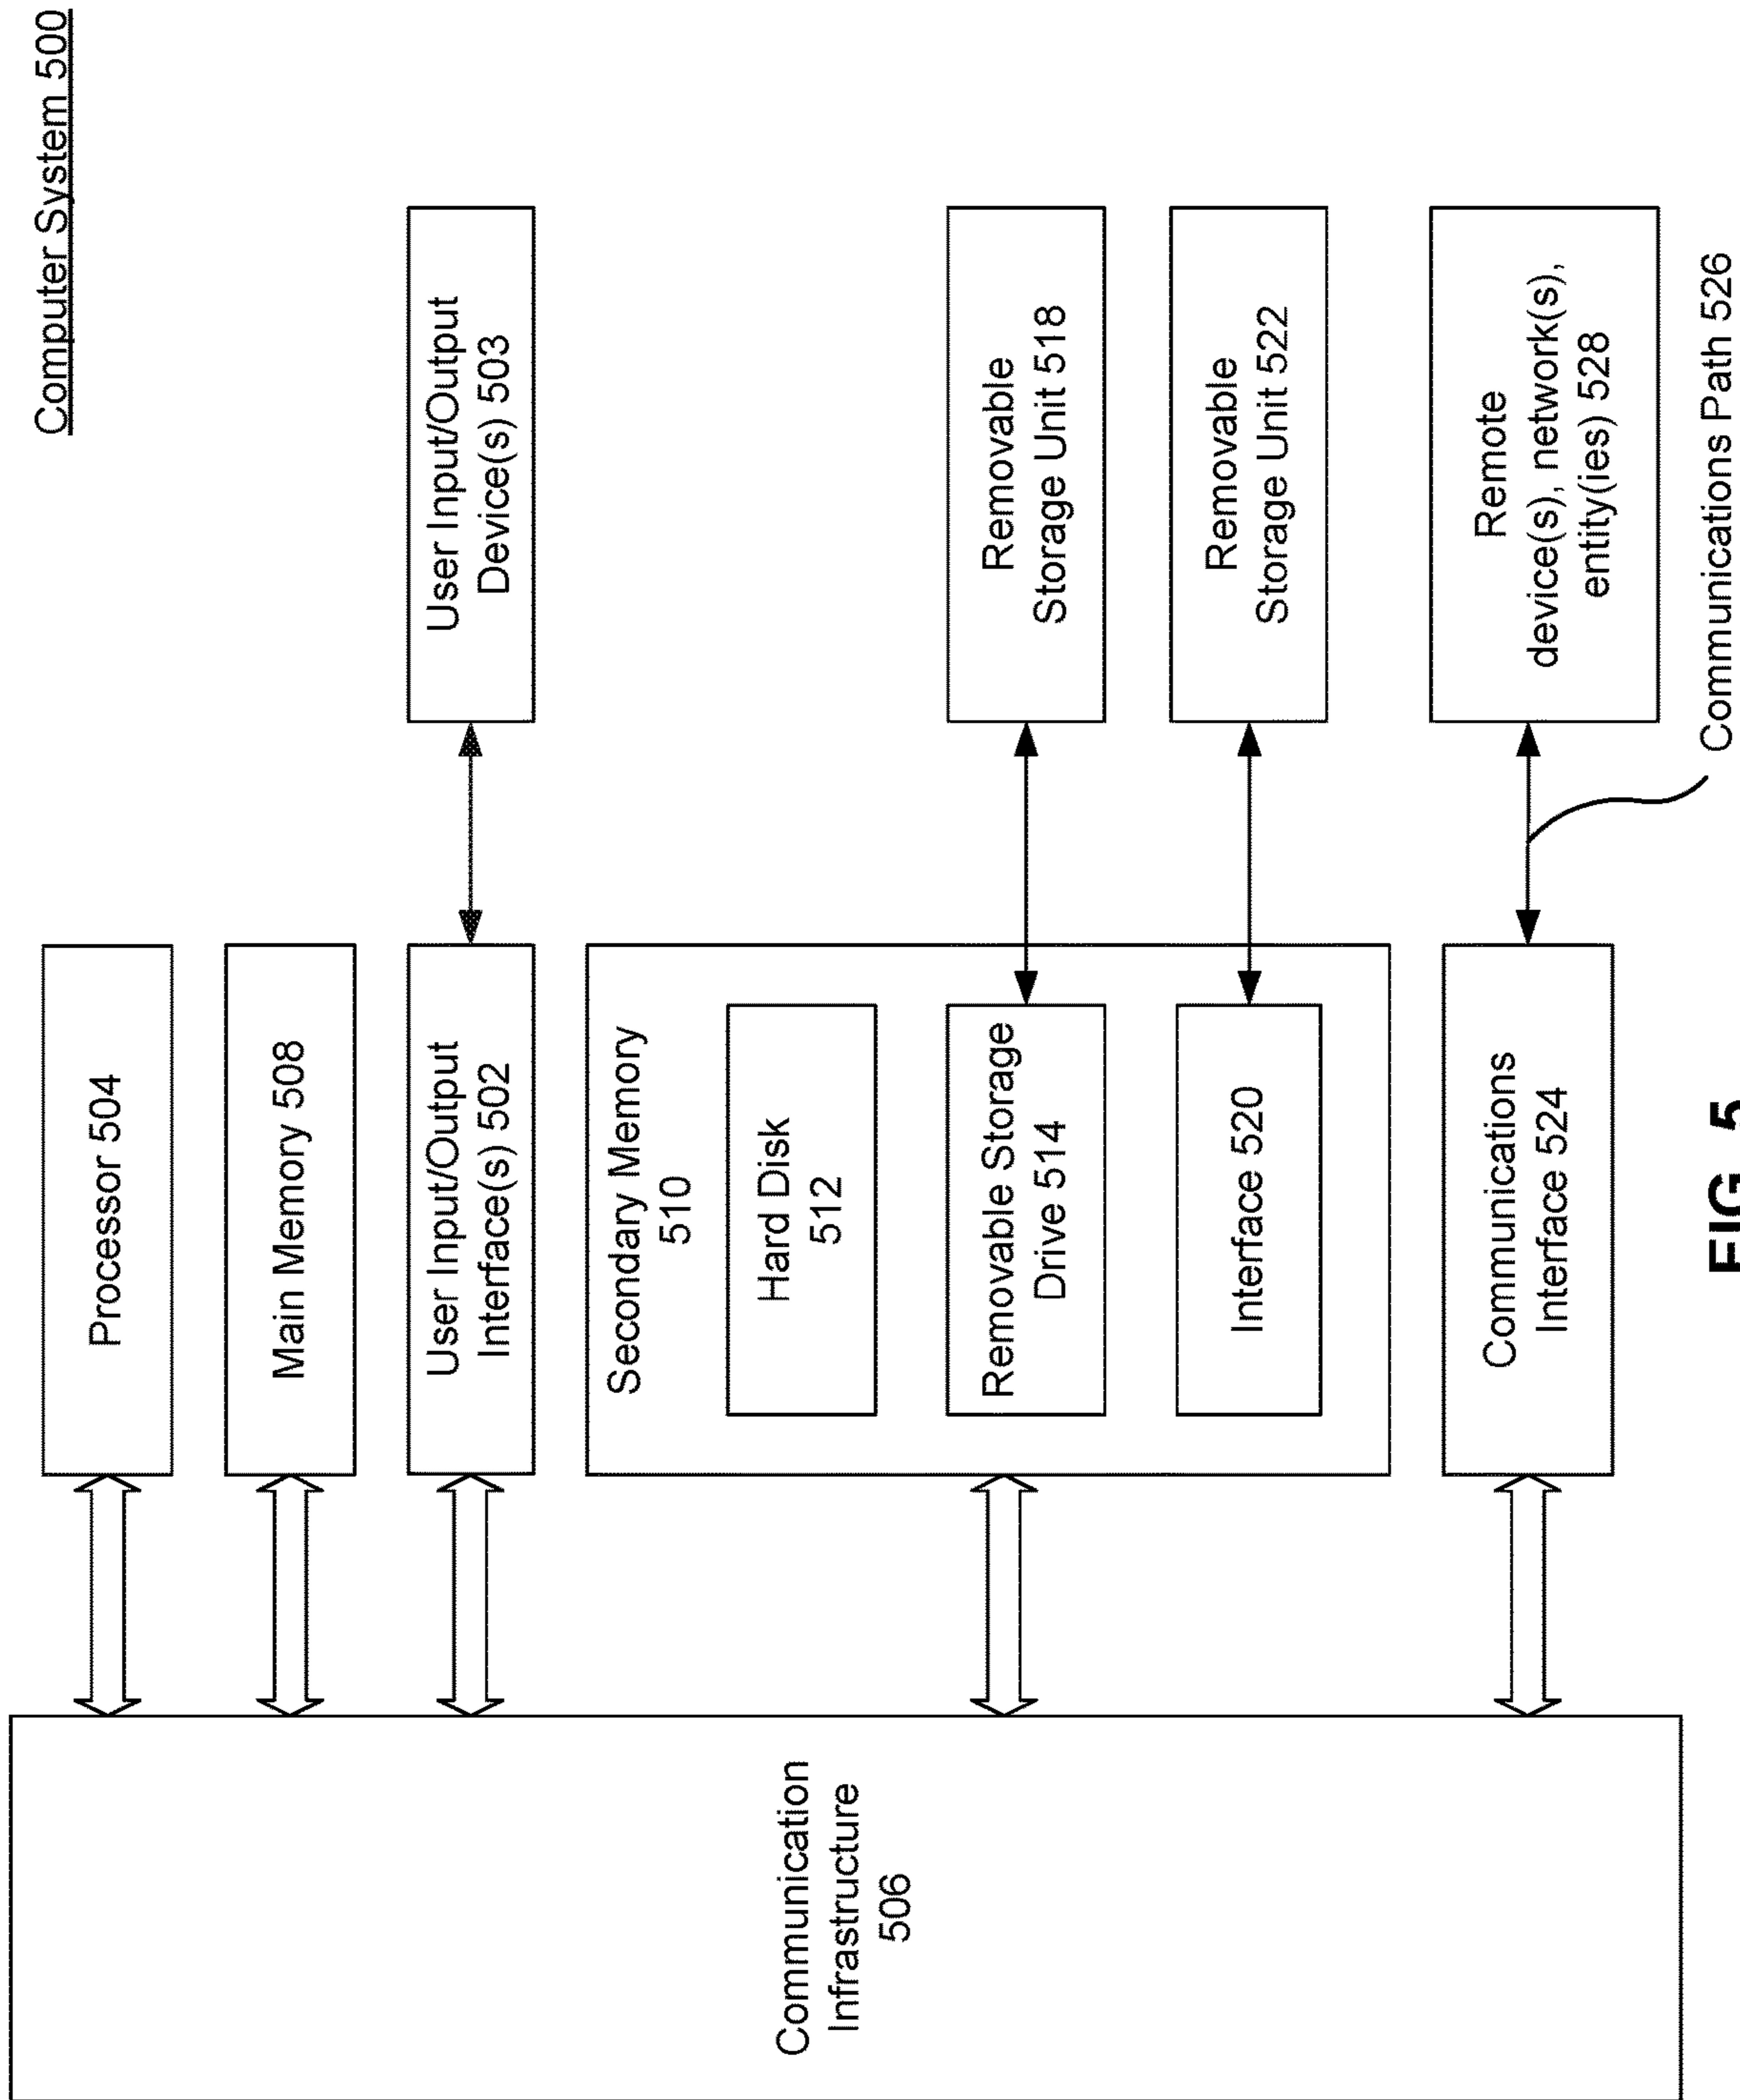 Computer System 500
Processor 504
Main Memory 508
User Input/Output
Interface(s) 502
User Input/Output
Device(s) 503
Communication
Infrastructure
506
Secondary Memory
510
Hard Disk
512
Removable Storage
Drive 514
Removable
Storage Unit 518
Interface 520
Removable
Storage Unit 522
Communications
Interface 524
Remote
device(s), network(s),
entity(ies) 528
Communications Path 526
FIG. 5